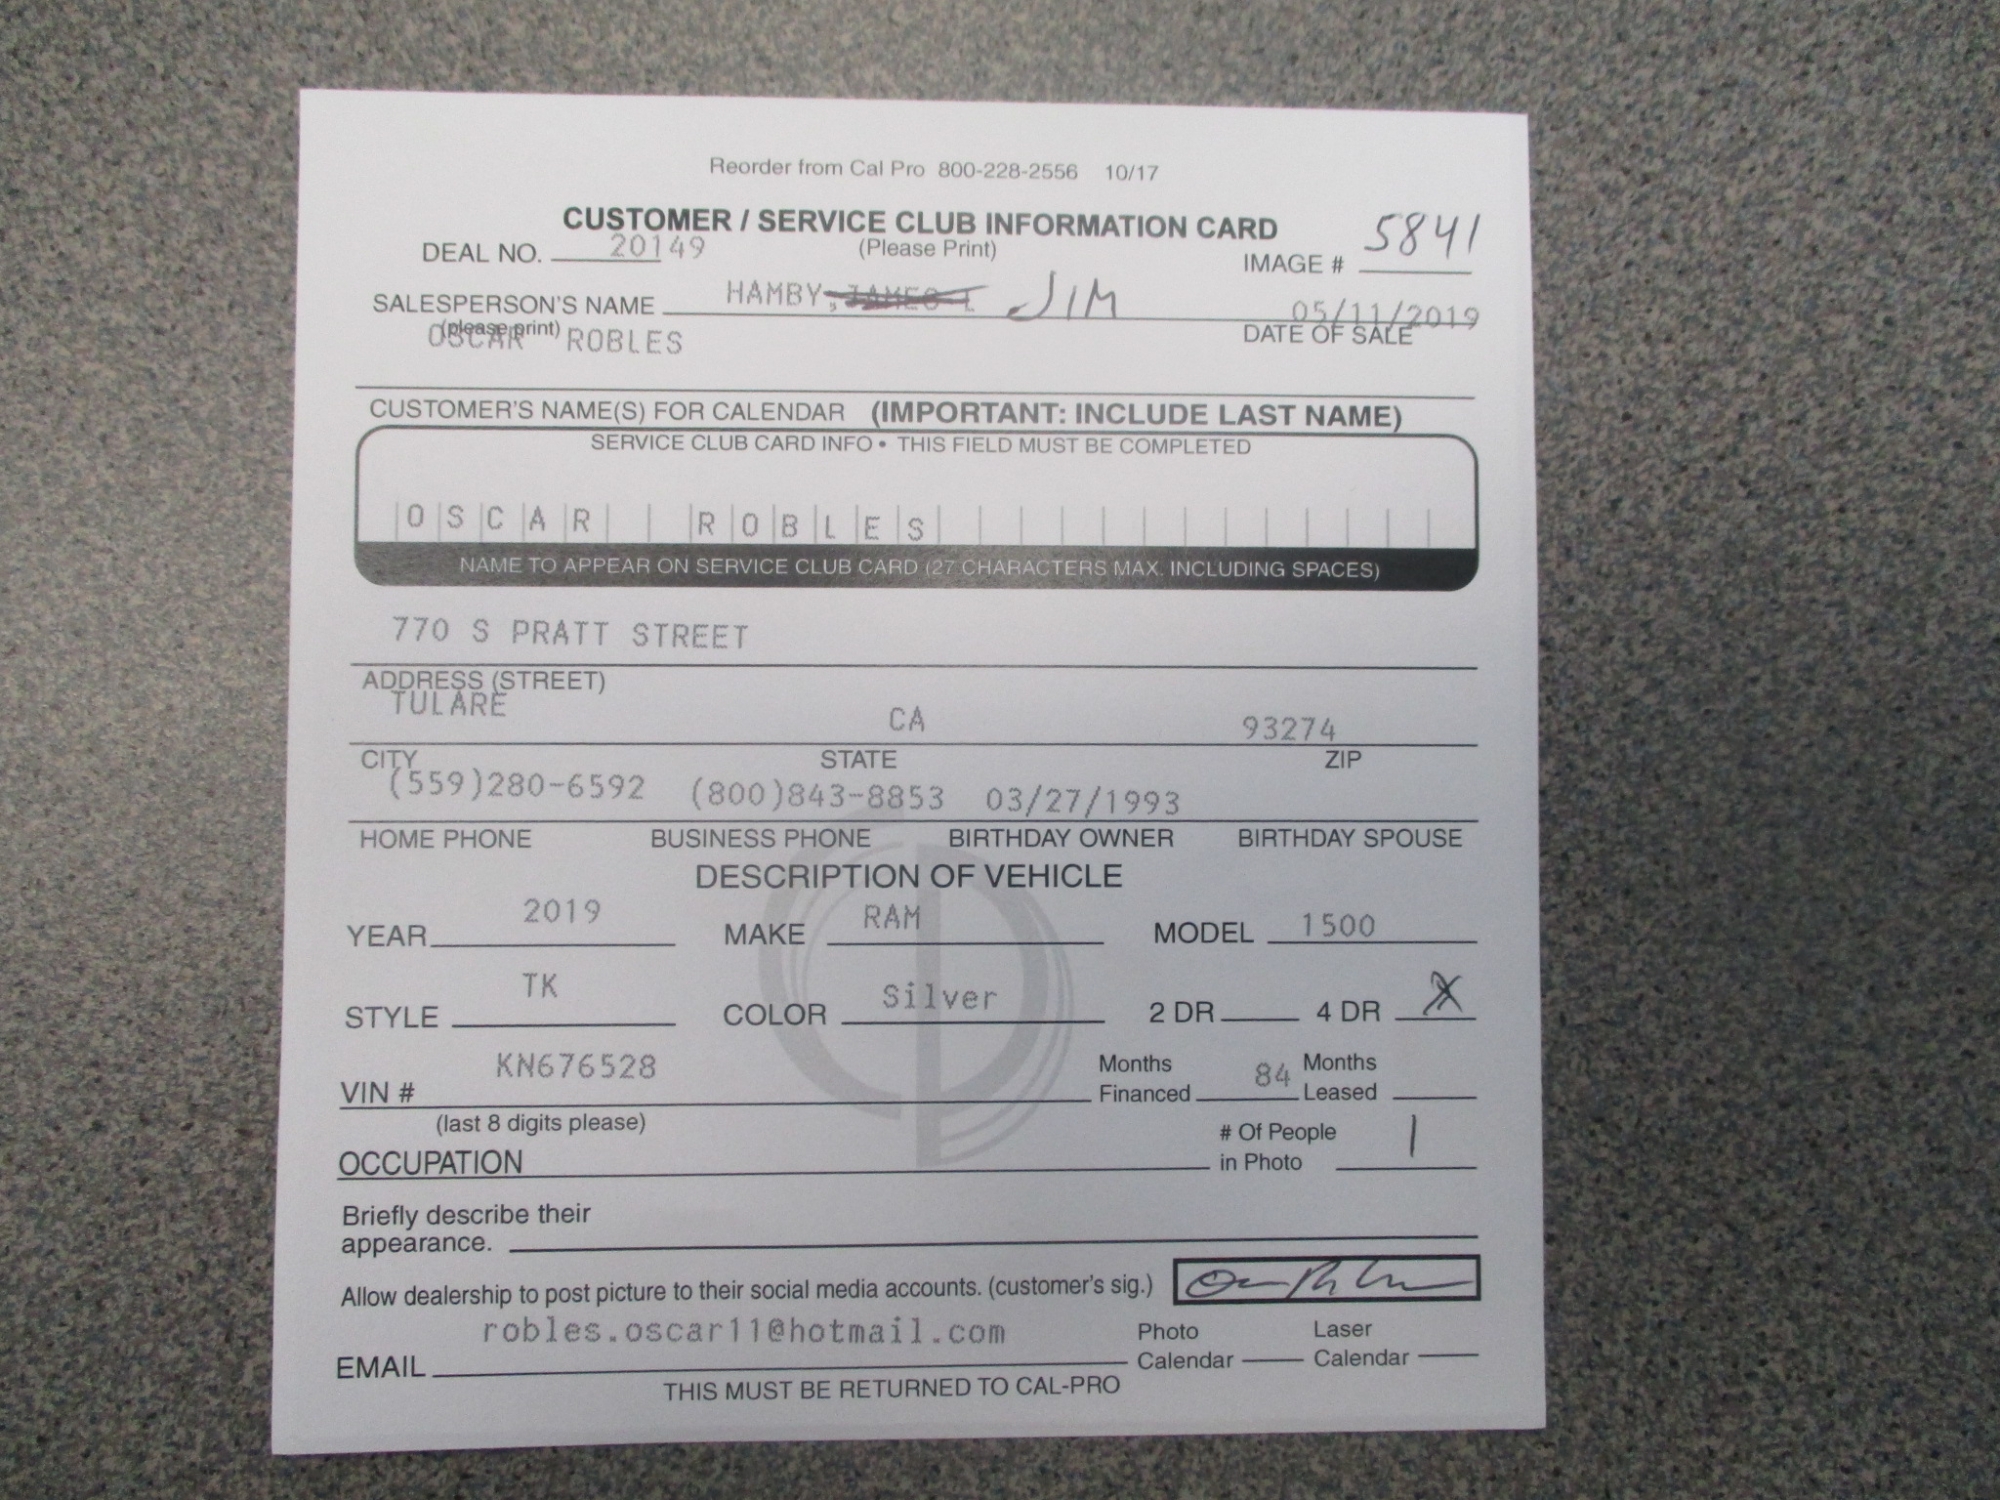 Reorder from Cal Pro 800-228-2556 10/17
CUSTOMER / SERVICE CLUB INFORMATION CARD
(Please Print)
DEAL NO. 20149
IMAGE # 5841
SALESPERSON'S NAME HAMBY, JAMES L JIM
(please print)
05/11/2019
DATE OF SALE
OSCAR ROBLES
CUSTOMER'S NAME(S) FOR CALENDAR (IMPORTANT: INCLUDE LAST NAME)
SERVICE CLUB CARD INFO • THIS FIELD MUST BE COMPLETED
OSCAR ROBLES
NAME TO APPEAR ON SERVICE CLUB CARD (27 CHARACTERS MAX. INCLUDING SPACES)
770 S PRATT STREET
ADDRESS (STREET)
TULARE CA 93274
CITY STATE ZIP
(559)280-6592 (800)843-8853 03/27/1993
HOME PHONE BUSINESS PHONE BIRTHDAY OWNER BIRTHDAY SPOUSE
DESCRIPTION OF VEHICLE
YEAR 2019 MAKE RAM MODEL 1500
STYLE TK COLOR Silver 2 DR 4 DR X
VIN # KN676528 Months Financed 84 Months Leased
(last 8 digits please)
OCCUPATION # Of People in Photo 1
Briefly describe their
appearance.
Allow dealership to post picture to their social media accounts. (customer's sig.)
EMAIL robles.oscar11@hotmail.com Photo Calendar Laser Calendar
THIS MUST BE RETURNED TO CAL-PRO